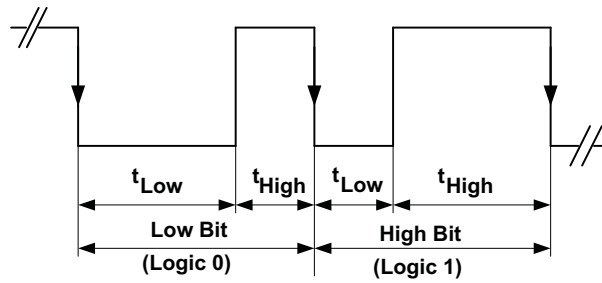 tLow tHigh tLow tHigh
Low Bit High Bit
(Logic 0) (Logic 1)